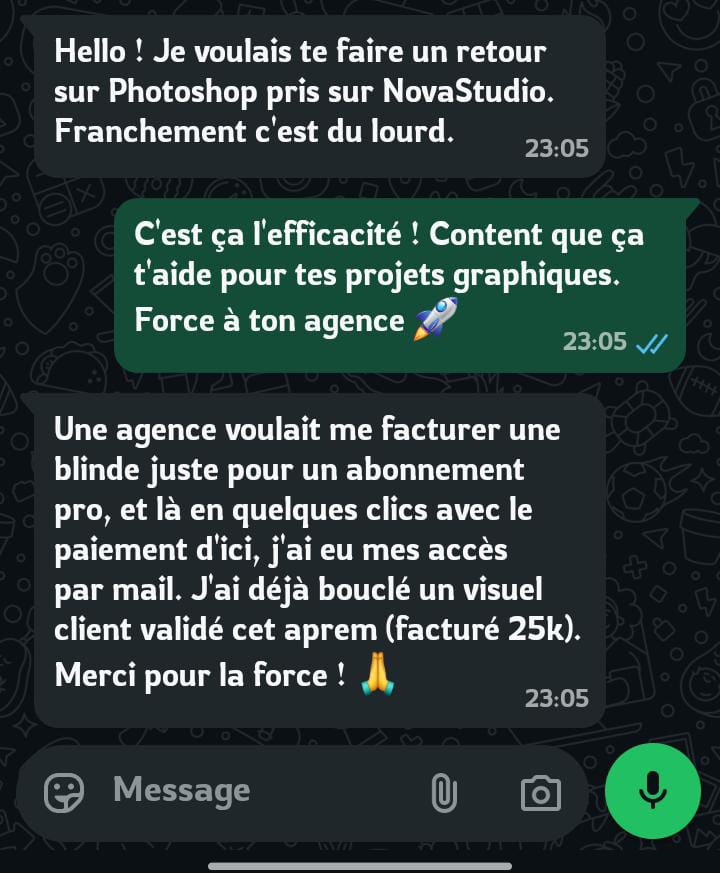 Hello ! Je voulais te faire un retour
sur Photoshop pris sur NovaStudio.
Franchement c'est du lourd.
23:05
C'est ça l'efficacité ! Content que ça
t'aide pour tes projets graphiques.
Force à ton agence 🚀
23:05
Une agence voulait me facturer une
blinde juste pour un abonnement
pro, et là en quelques clics avec le
paiement d'ici, j'ai eu mes accès
par mail. J'ai déjà bouclé un visuel
client validé cet aprem (facturé 25k).
Merci pour la force ! 🙏
23:05
Message